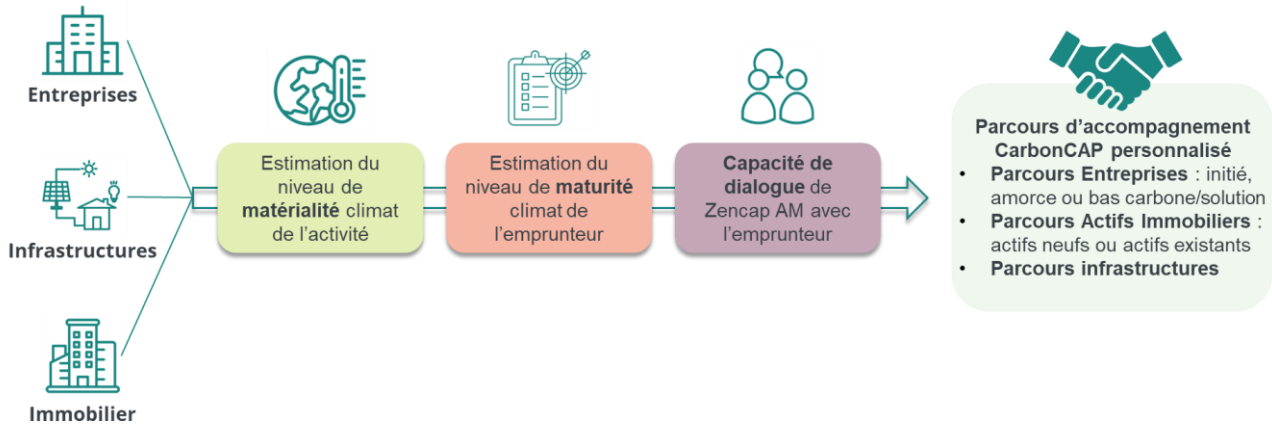 Entreprises
Infrastructures
Immobilier
Estimation du
niveau de
matérialité climat
de l’activité
Estimation du
niveau de maturité
climat de
l’emprunteur
Capacité de
dialogue de
Zencap AM avec
l’emprunteur
Parcours d’accompagnement
CarbonCAP personnalisé
• Parcours Entreprises : initié,
amorce ou bas carbone/solution
• Parcours Actifs Immobiliers :
actifs neufs ou actifs existants
• Parcours infrastructures